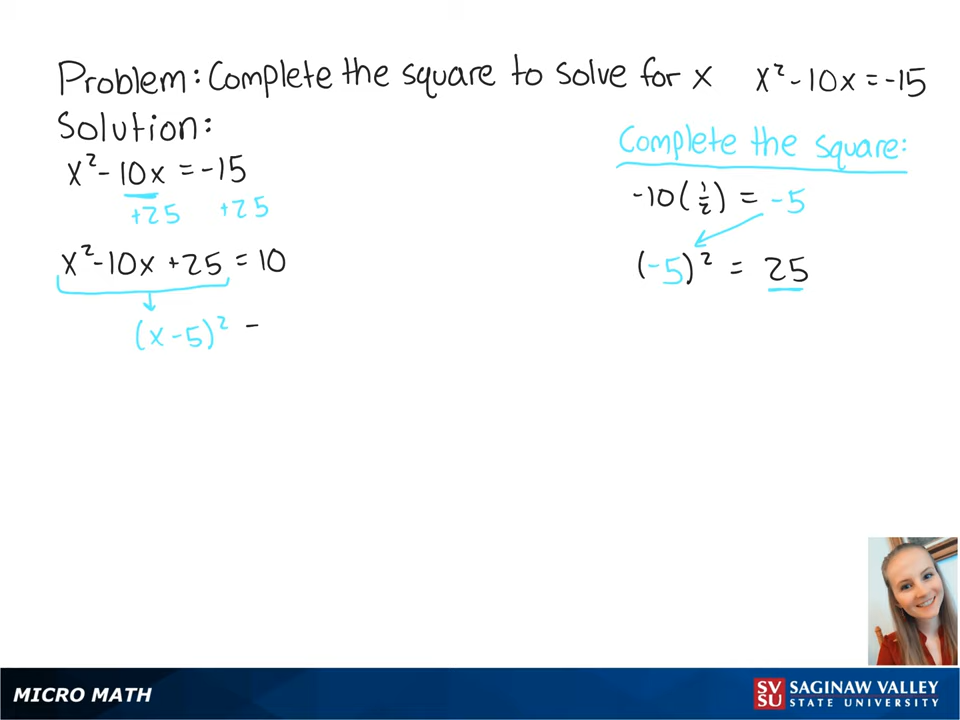 Problem: Complete the square to solve for x x² - 10x = -15
Solution:
x² - 10x = -15
+25 +25
x² - 10x + 25 = 10
(x - 5)² =
Complete the square:
-10(1/2) = -5
(-5)² = 25
MICRO MATH
SV
SU
SAGINAW VALLEY
STATE UNIVERSITY